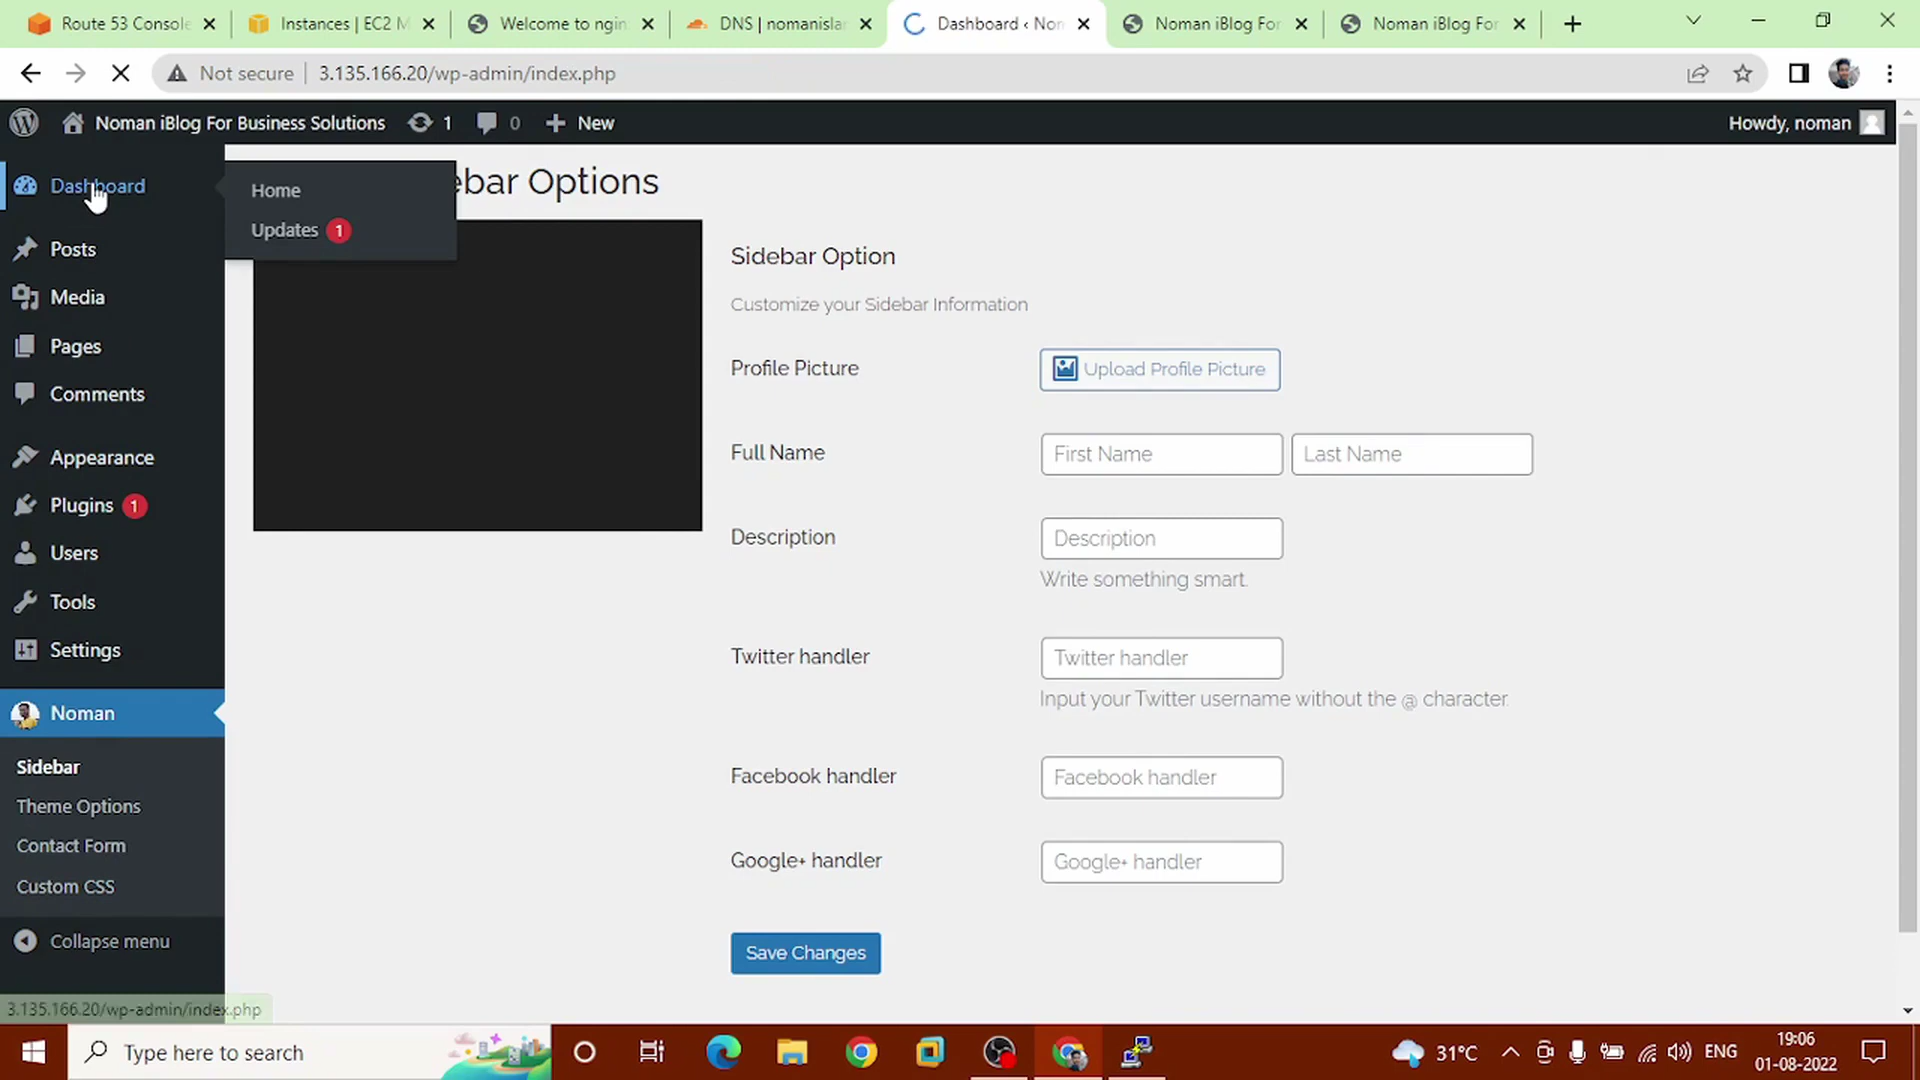 Route 53 Console
Instances | EC2 M
Welcome to ngin
DNS | nomanislar
Dashboard ‹ Non
Noman iBlog For
Noman iBlog For
Not secure
3.135.166.20/wp-admin/index.php
Noman iBlog For Business Solutions
1
0
New
Howdy, noman
Dashboard
Home
Updates 1
ebar Options
Posts
Media
Pages
Comments
Appearance
Plugins 1
Users
Tools
Settings
Noman
Sidebar
Theme Options
Contact Form
Custom CSS
Collapse menu
Sidebar Option
Customize your Sidebar Information
Profile Picture
Upload Profile Picture
Full Name
First Name
Last Name
Description
Description
Write something smart.
Twitter handler
Twitter handler
Input your Twitter username without the @ character.
Facebook handler
Facebook handler
Google+ handler
Google+ handler
Save Changes
3.135.166.20/wp-admin/index.php
Type here to search
31°C
ENG
19:06
01-08-2022